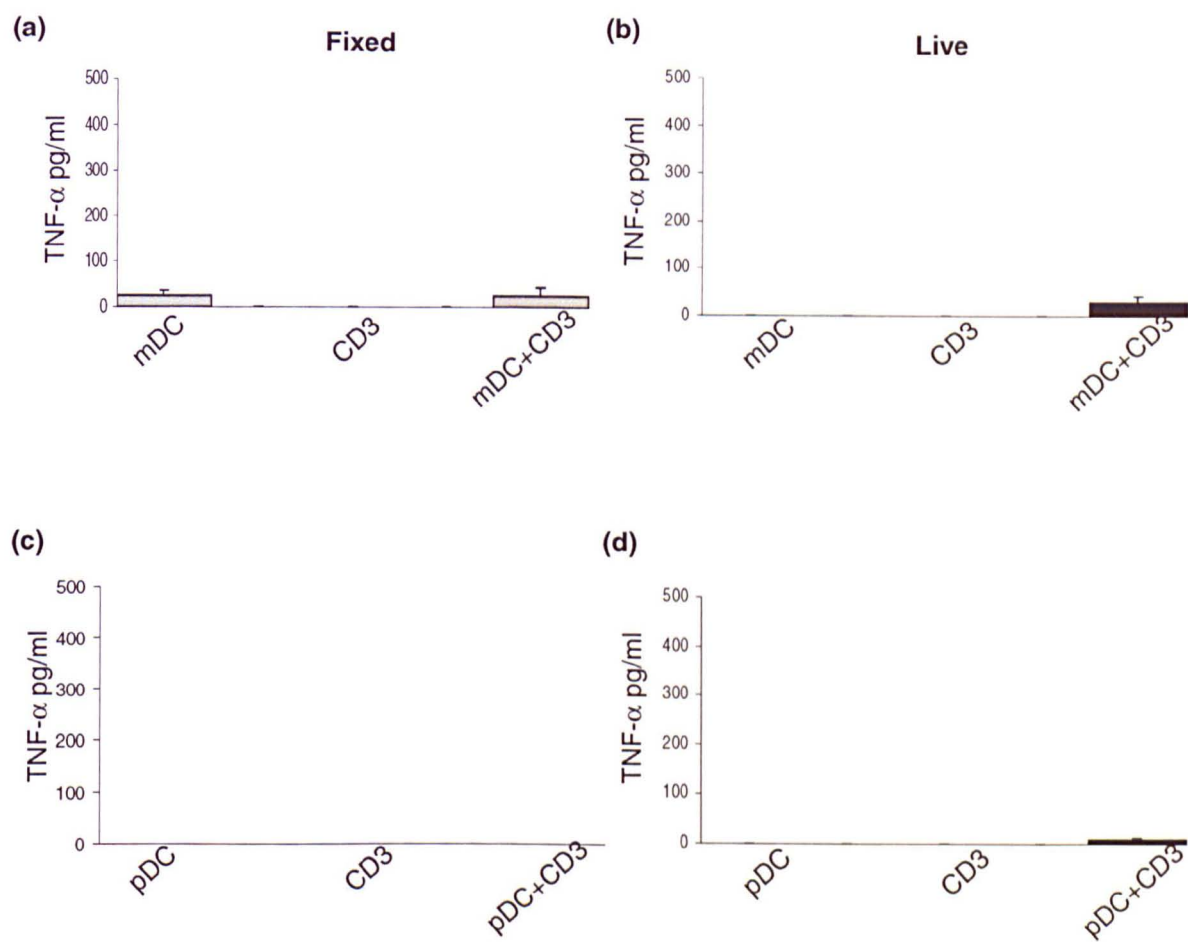 (a)
Fixed
TNF-α pg/ml
500
400
300
200
100
0
mDC
CD3
mDC+CD3
(b)
Live
TNF-α pg/ml
500
400
300
200
100
0
mDC
CD3
mDC+CD3
(c)
TNF-α pg/ml
500
400
300
200
100
0
pDC
CD3
pDC+CD3
(d)
TNF-α pg/ml
500
400
300
200
100
0
pDC
CD3
pDC+CD3